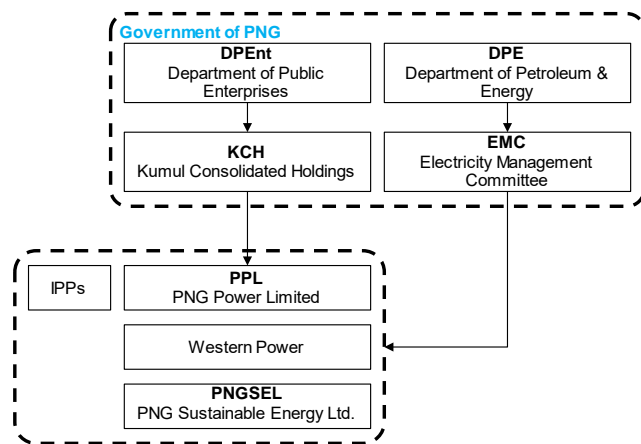 Government of PNG
DPEnt
Department of Public
Enterprises
DPE
Department of Petroleum &
Energy
KCH
Kumul Consolidated Holdings
EMC
Electricity Management
Committee
IPPs
PPL
PNG Power Limited
Western Power
PNGSEL
PNG Sustainable Energy Ltd.